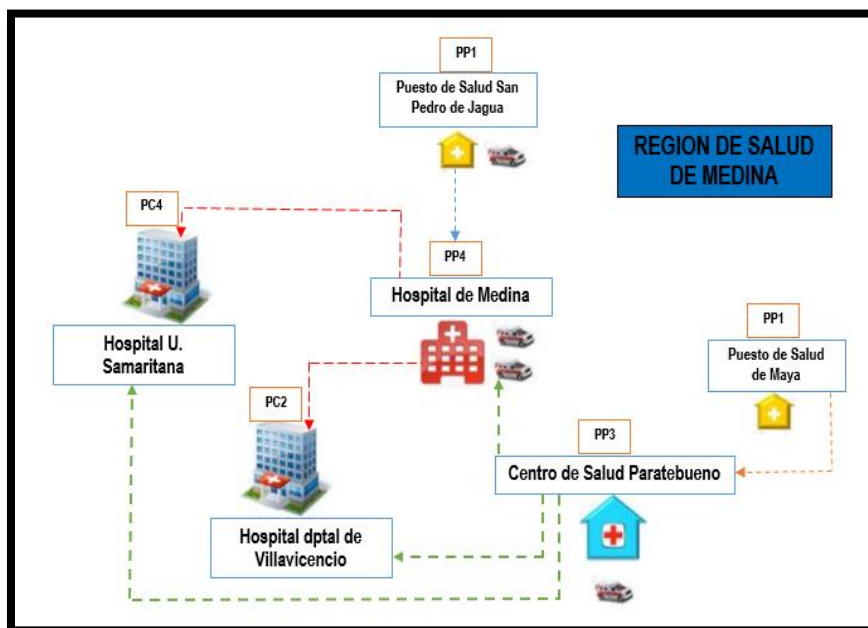 PP1
Puesto de Salud San
Pedro de Jagua
REGION DE SALUD
DE MEDINA
PC4
PP4
Hospital de Medina
Hospital U.
Samaritana
PP1
Puesto de Salud
de Maya
PC2
PP3
Centro de Salud Paratebueno
Hospital dptal de
Villavicencio